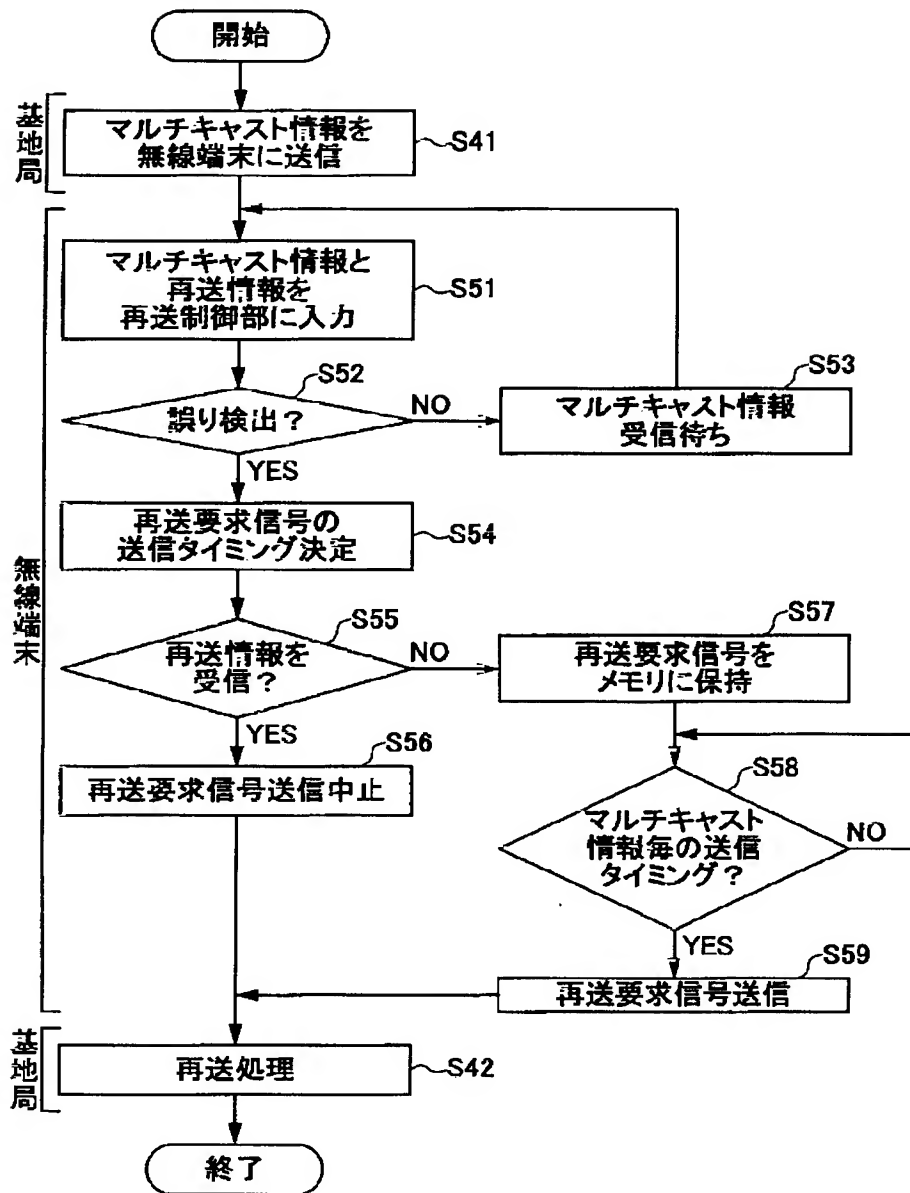 開始
基地局
マルチキャスト情報を
無線端末に送信
S41
無線端末
マルチキャスト情報と
再送情報を
再送制御部に入力
S51
S52
誤り検出？
NO
YES
S53
マルチキャスト情報
受信待ち
再送要求信号の
送信タイミング決定
S54
S55
再送情報を
受信？
NO
YES
S57
再送要求信号を
メモリに保持
S56
再送要求信号送信中止
S58
マルチキャスト
情報毎の送信
タイミング？
NO
YES
S59
再送要求信号送信
基地局
再送処理
S42
終了